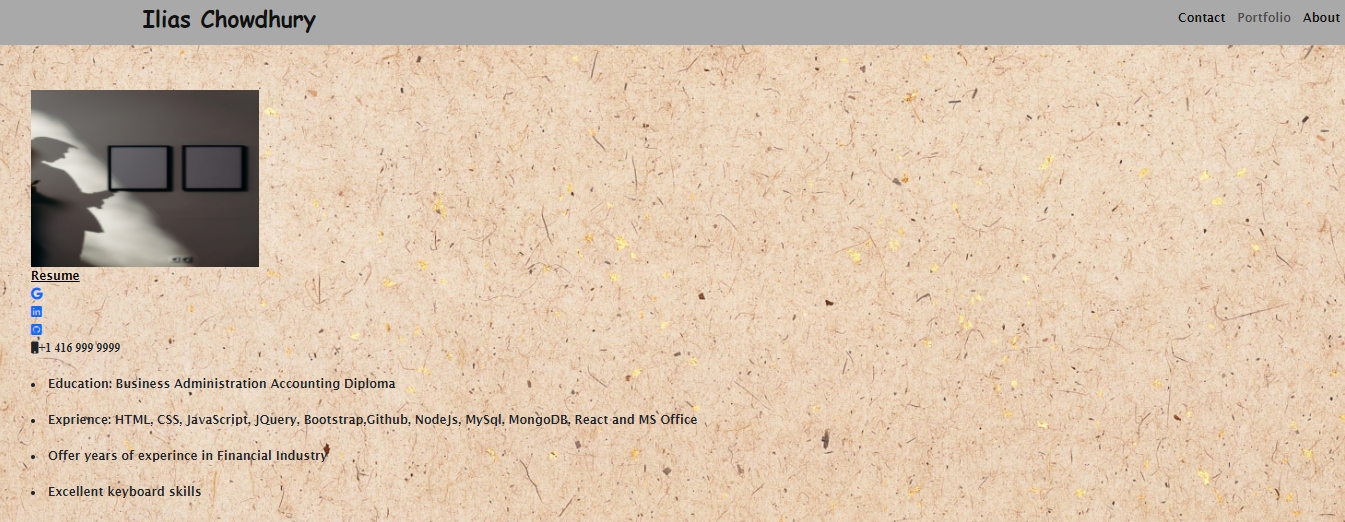 Ilias Chowdhury
Contact Portfolio About
Resume
+1 416 999 9999
Education: Business Administration Accounting Diploma
Exprience: HTML, CSS, JavaScript, JQuery, Bootstrap,Github, NodeJs, MySql, MongoDB, React and MS Office
Offer years of experince in Financial Industry
Excellent keyboard skills